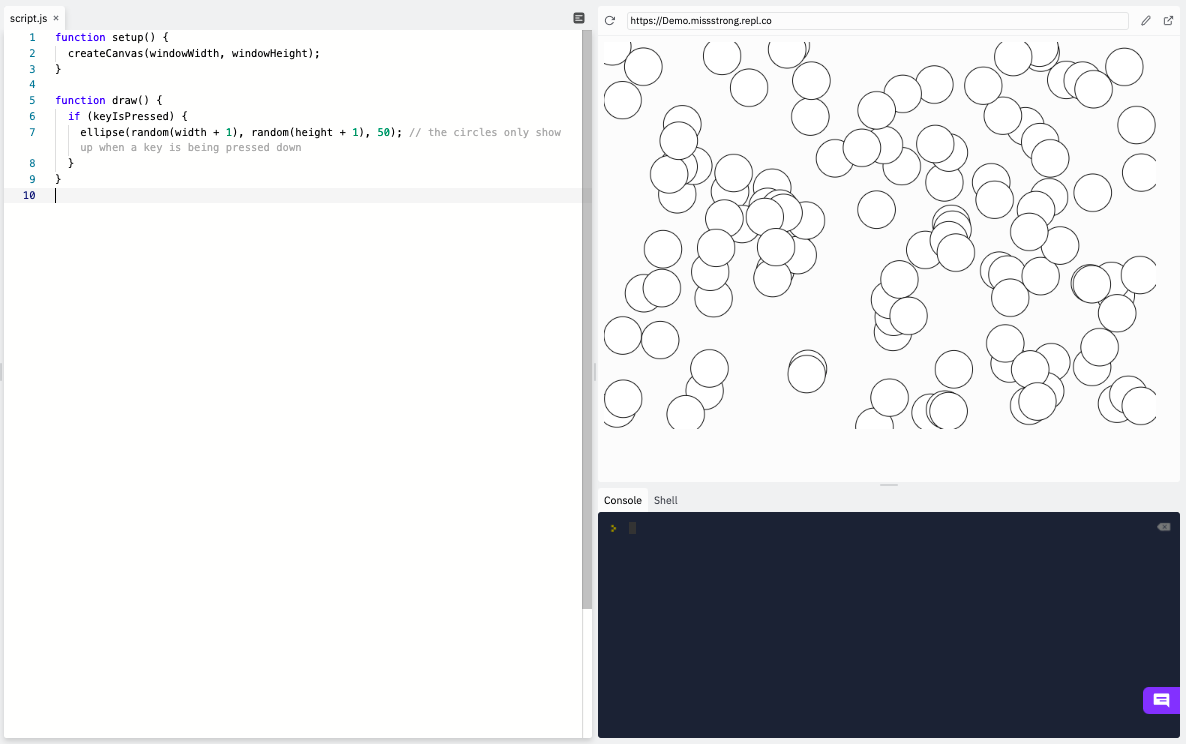 script.js ×
1 function setup() {
2 createCanvas(windowWidth, windowHeight);
3 }
4
5 function draw() {
6 if (keyIsPressed) {
7 ellipse(random(width + 1), random(height + 1), 50); // the circles only show
up when a key is being pressed down
8 }
9 }
10
https://Demo.missstrong.repl.co
Console Shell
>